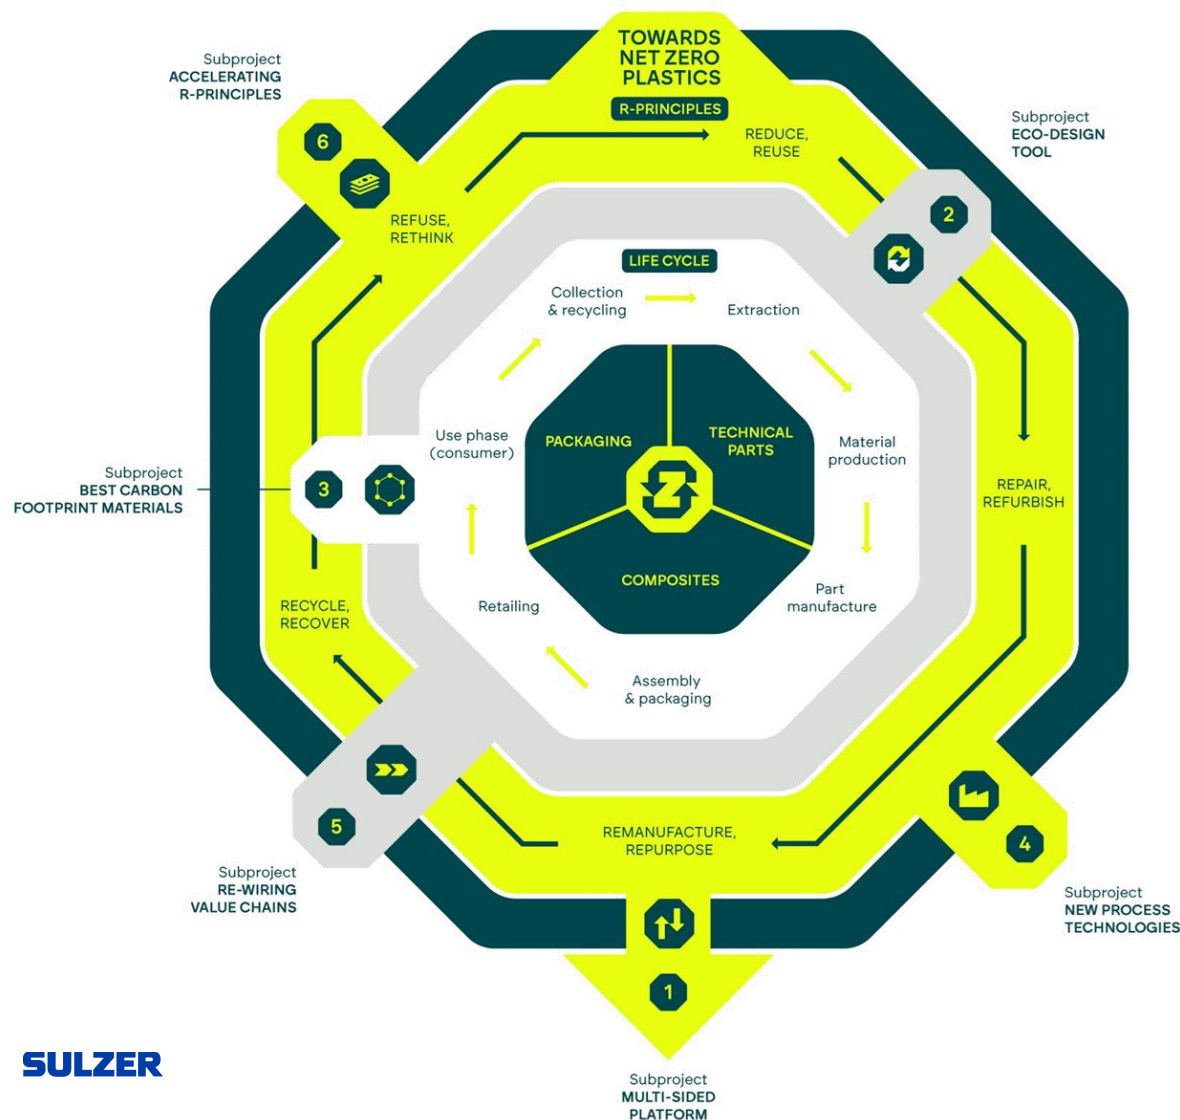 TOWARDS
NET ZERO
PLASTICS
R-PRINCIPLES
Subproject
ACCELERATING
R-PRINCIPLES
6
REDUCE,
REUSE
Subproject
ECO-DESIGN
TOOL
2
REFUSE,
RETHINK
LIFE CYCLE
Collection
& recycling
Extraction
Use phase
(consumer)
PACKAGING
TECHNICAL
PARTS
Material
production
Z
REPAIR,
REFURBISH
Subproject
BEST CARBON
FOOTPRINT MATERIALS
3
COMPOSITES
Part
manufacture
Retailing
RECYCLE,
RECOVER
Assembly
& packaging
5
Subproject
RE-WIRING
VALUE CHAINS
REMANUFACTURE,
REPURPOSE
4
Subproject
NEW PROCESS
TECHNOLOGIES
1
Subproject
MULTI-SIDED
PLATFORM
SULZER